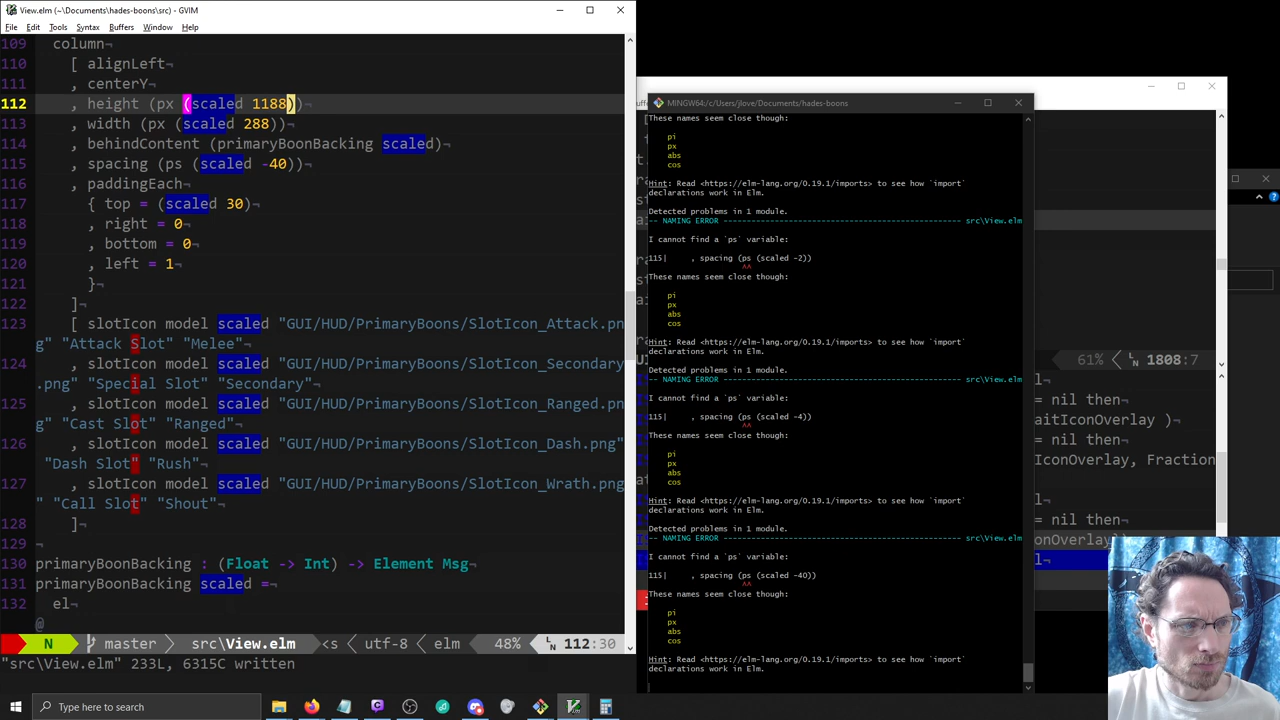 View.elm (~\Documents\hades-boons\src) - GVIM
File Edit Tools Syntax Buffers Window Help
109 column¬
110 [ alignLeft¬
111 , centerY¬
112 , height (px (scaled 1188))¬
113 , width (px (scaled 288))¬
114 , behindContent (primaryBoonBacking scaled)¬
115 , spacing (ps (scaled -40))¬
116 , paddingEach¬
117 { top = (scaled 30)¬
118 , right = 0¬
119 , bottom = 0¬
120 , left = 1¬
121 }¬
122 ]¬
123 [ slotIcon model scaled "GUI/HUD/PrimaryBoons/SlotIcon_Attack.pn
g" "Attack Slot" "Melee"¬
124 , slotIcon model scaled "GUI/HUD/PrimaryBoons/SlotIcon_Secondary
.png" "Special Slot" "Secondary"¬
125 , slotIcon model scaled "GUI/HUD/PrimaryBoons/SlotIcon_Ranged.pn
g" "Cast Slot" "Ranged"¬
126 , slotIcon model scaled "GUI/HUD/PrimaryBoons/SlotIcon_Dash.png"
"Dash Slot" "Rush"¬
127 , slotIcon model scaled "GUI/HUD/PrimaryBoons/SlotIcon_Wrath.png
" "Call Slot" "Shout"¬
128 ]¬
129 ¬
130 primaryBoonBacking : (Float -> Int) -> Element Msg¬
131 primaryBoonBacking scaled =¬
132 el¬
@
N master src\View.elm <s utf-8 elm 48% LN 112:30
"src\View.elm" 233L, 6315C written
MINGW64:/c/Users/jlove/Documents/hades-boons
These names seem close though:
pi
px
abs
cos
Hint: Read <https://elm-lang.org/0.19.1/imports> to see how `import`
declarations work in Elm.
Detected problems in 1 module.
-- NAMING ERROR ---------------------------------------------- src\View.elm
I cannot find a `ps` variable:
115| , spacing (ps (scaled -2))
^^
These names seem close though:
pi
px
abs
cos
Hint: Read <https://elm-lang.org/0.19.1/imports> to see how `import`
declarations work in Elm.
Detected problems in 1 module.
-- NAMING ERROR ---------------------------------------------- src\View.elm
I cannot find a `ps` variable:
115| , spacing (ps (scaled -4))
^^
These names seem close though:
pi
px
abs
cos
Hint: Read <https://elm-lang.org/0.19.1/imports> to see how `import`
declarations work in Elm.
Detected problems in 1 module.
-- NAMING ERROR ---------------------------------------------- src\View.elm
I cannot find a `ps` variable:
115| , spacing (ps (scaled -40))
^^
These names seem close though:
pi
px
abs
cos
Hint: Read <https://elm-lang.org/0.19.1/imports> to see how `import`
declarations work in Elm.
61% LN 1808:7
= nil then
aitIconOverlay )
= nil then
IconOverlay, Fraction
= nil then
Type here to search